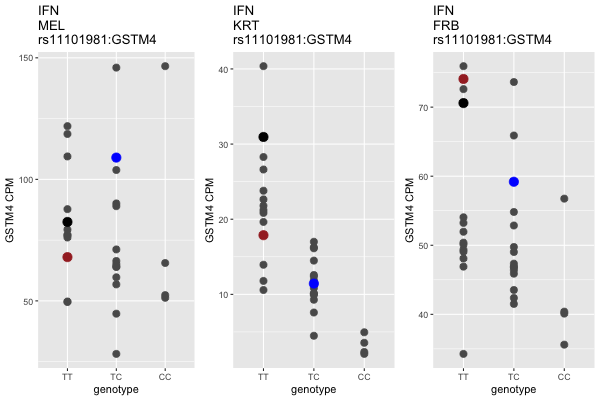 IFN
MEL
rs11101981:GSTM4
150
100
50
GSTM4 CPM
TT TC CC
genotype
IFN
KRT
rs11101981:GSTM4
40
30
20
10
GSTM4 CPM
TT TC CC
genotype
IFN
FRB
rs11101981:GSTM4
70
60
50
40
GSTM4 CPM
TT TC CC
genotype